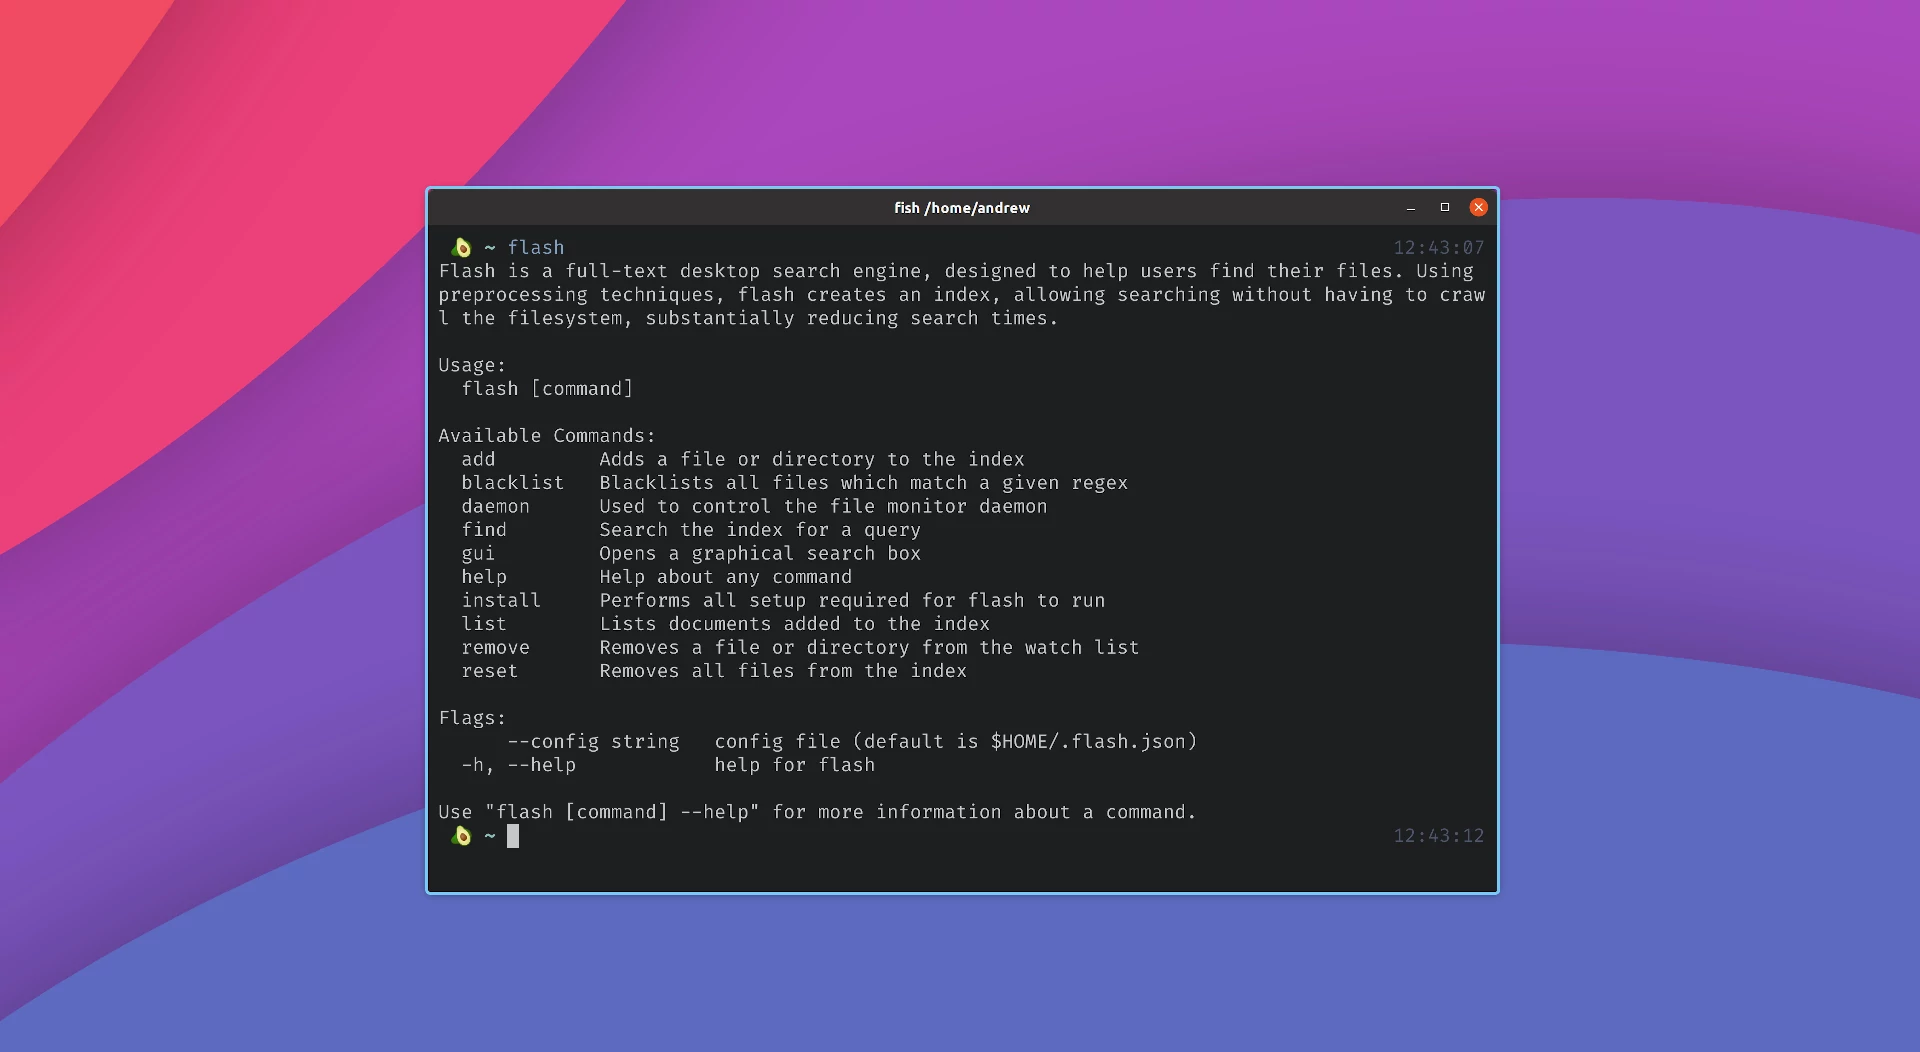 fish /home/andrew
~ flash 12:43:07
Flash is a full-text desktop search engine, designed to help users find their files. Using
preprocessing techniques, flash creates an index, allowing searching without having to craw
l the filesystem, substantially reducing search times.
Usage:
flash [command]
Available Commands:
add Adds a file or directory to the index
blacklist Blacklists all files which match a given regex
daemon Used to control the file monitor daemon
find Search the index for a query
gui Opens a graphical search box
help Help about any command
install Performs all setup required for flash to run
list Lists documents added to the index
remove Removes a file or directory from the watch list
reset Removes all files from the index
Flags:
--config string config file (default is $HOME/.flash.json)
-h, --help help for flash
Use "flash [command] --help" for more information about a command.
~ 12:43:12